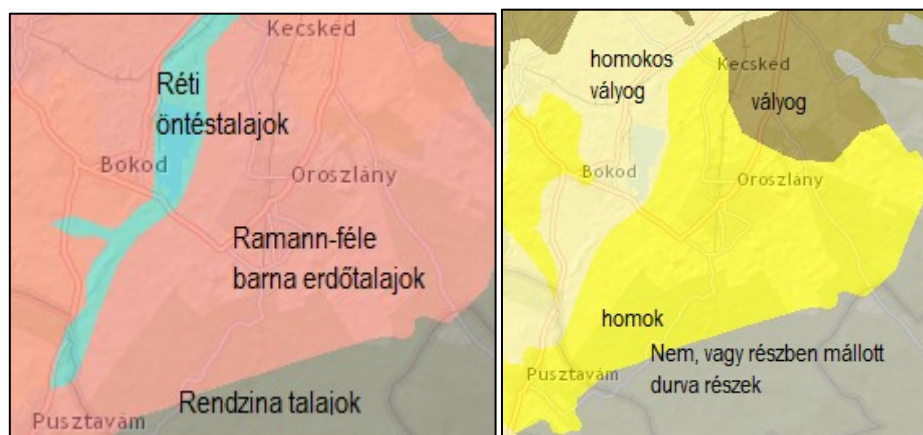 Kecskéd
Réti
öntéstalajok
Bokod
Oroszlány
Ramann-féle
barna erdőtalajok
Rendzina talajok
Pusztavám
homokos
vályog
Kecskéd
vályog
Bokod
Oroszlány
homok
Nem, vagy részben mállott
durva részek
Pusztavám